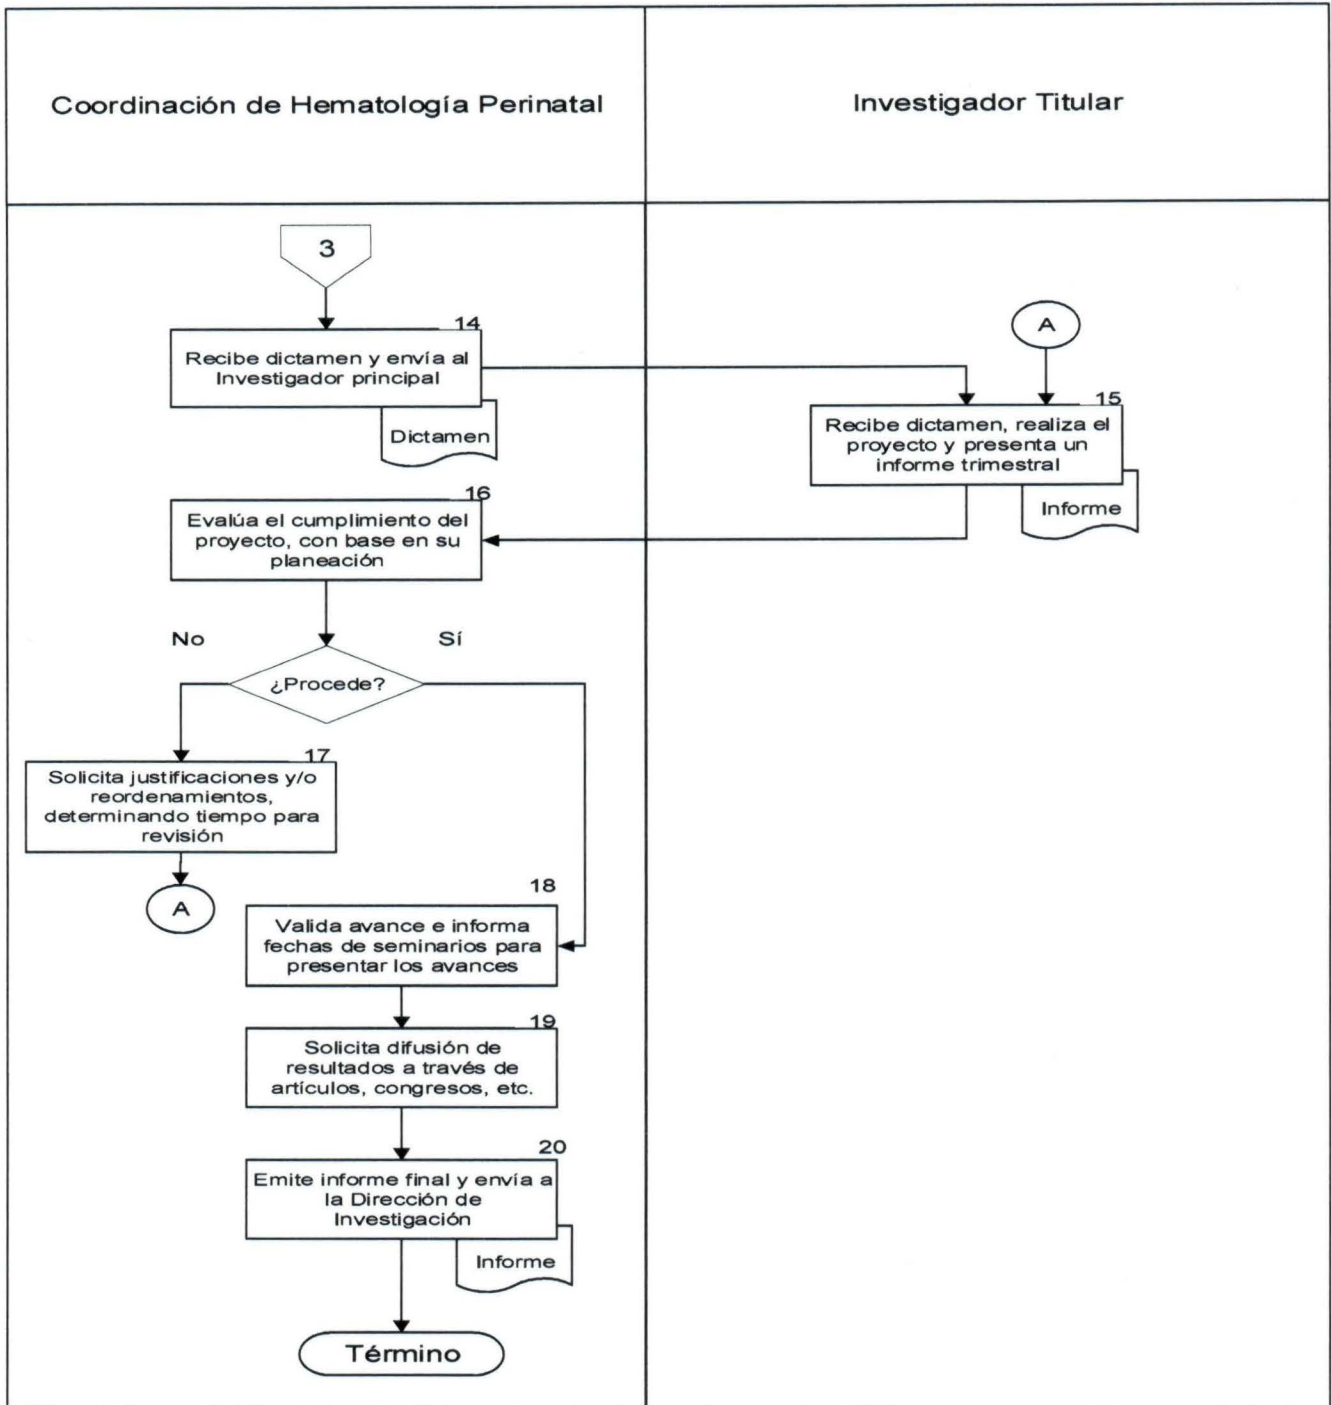 Coordinación de Hematología Perinatal
Investigador Titular
3
14
Recibe dictamen y envía al
Investigador principal
Dictamen
A
15
Recibe dictamen, realiza el
proyecto y presenta un
informe trimestral
Informe
16
Evalúa el cumplimiento del
proyecto, con base en su
planeación
No
Sí
¿Procede?
17
Solicita justificaciones y/o
reordenamientos,
determinando tiempo para
revisión
A
18
Valida avance e informa
fechas de seminarios para
presentar los avances
19
Solicita difusión de
resultados a través de
artículos, congresos, etc.
20
Emite informe final y envía a
la Dirección de
Investigación
Informe
Término